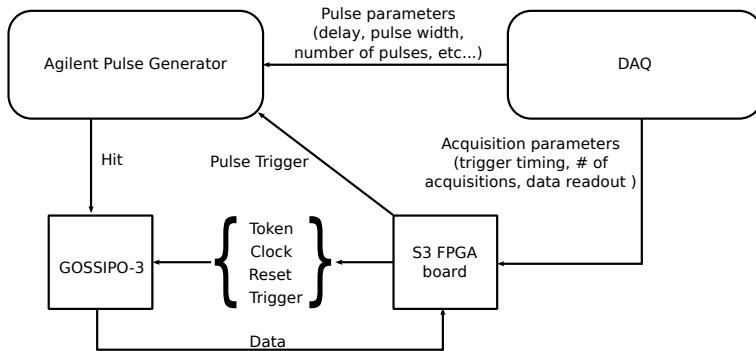 Pulse parameters
(delay, pulse width,
number of pulses, etc...)
Agilent Pulse Generator
DAQ
Hit
Pulse Trigger
Acquisition parameters
(trigger timing, # of
acquisitions, data readout )
GOSSIPO-3
{
Token
Clock
Reset
Trigger
}
S3 FPGA
board
Data